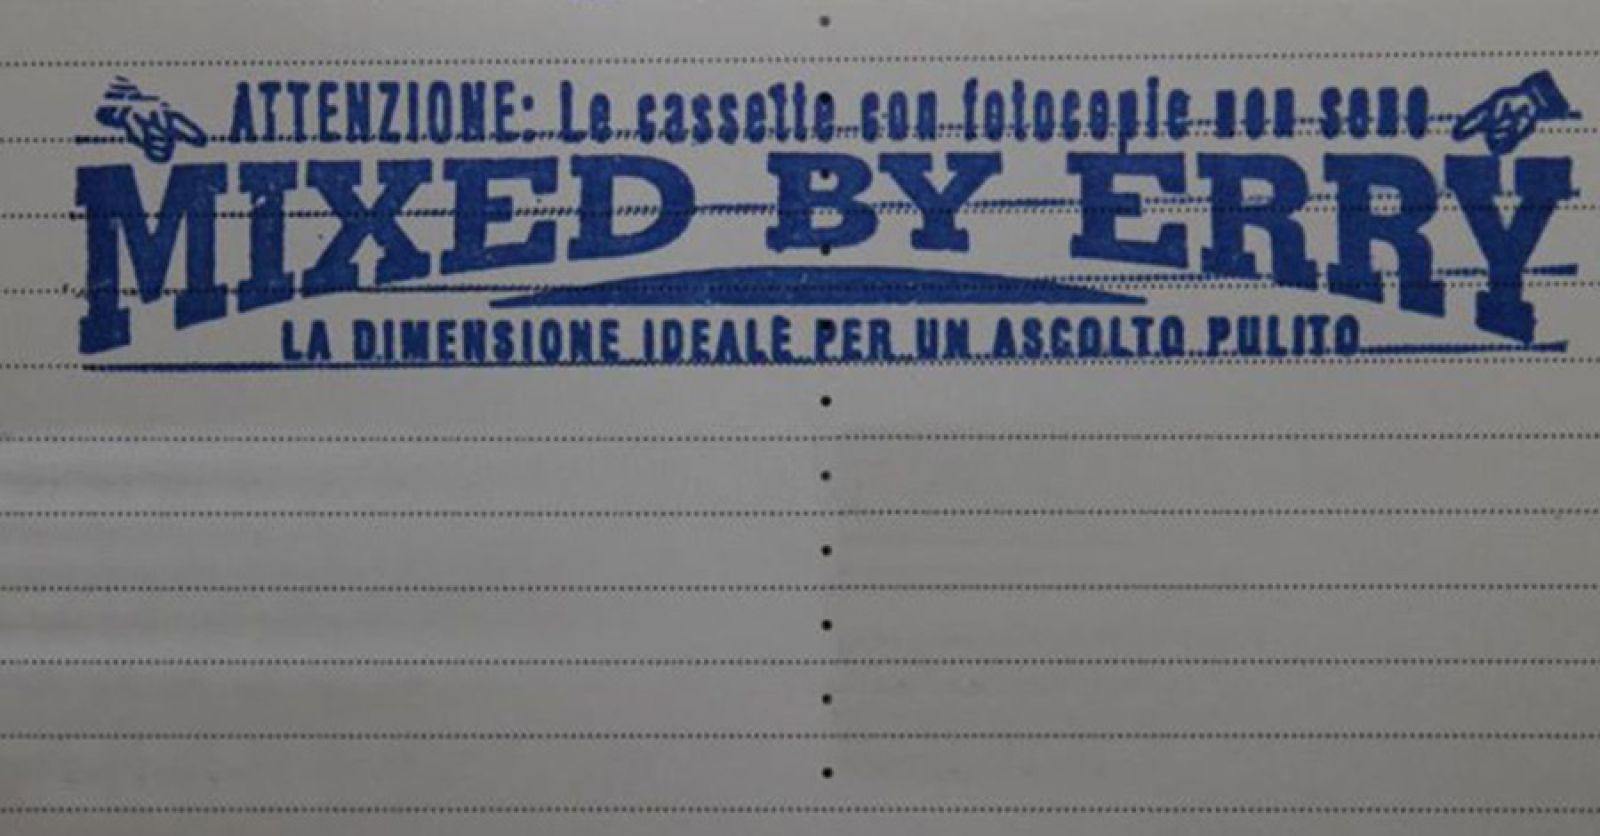 ATTENZIONE: Le cassette con fotocopie non sono
MIXED BY ERRY
LA DIMENSIONE IDEALE PER UN ASCOLTO PULITO